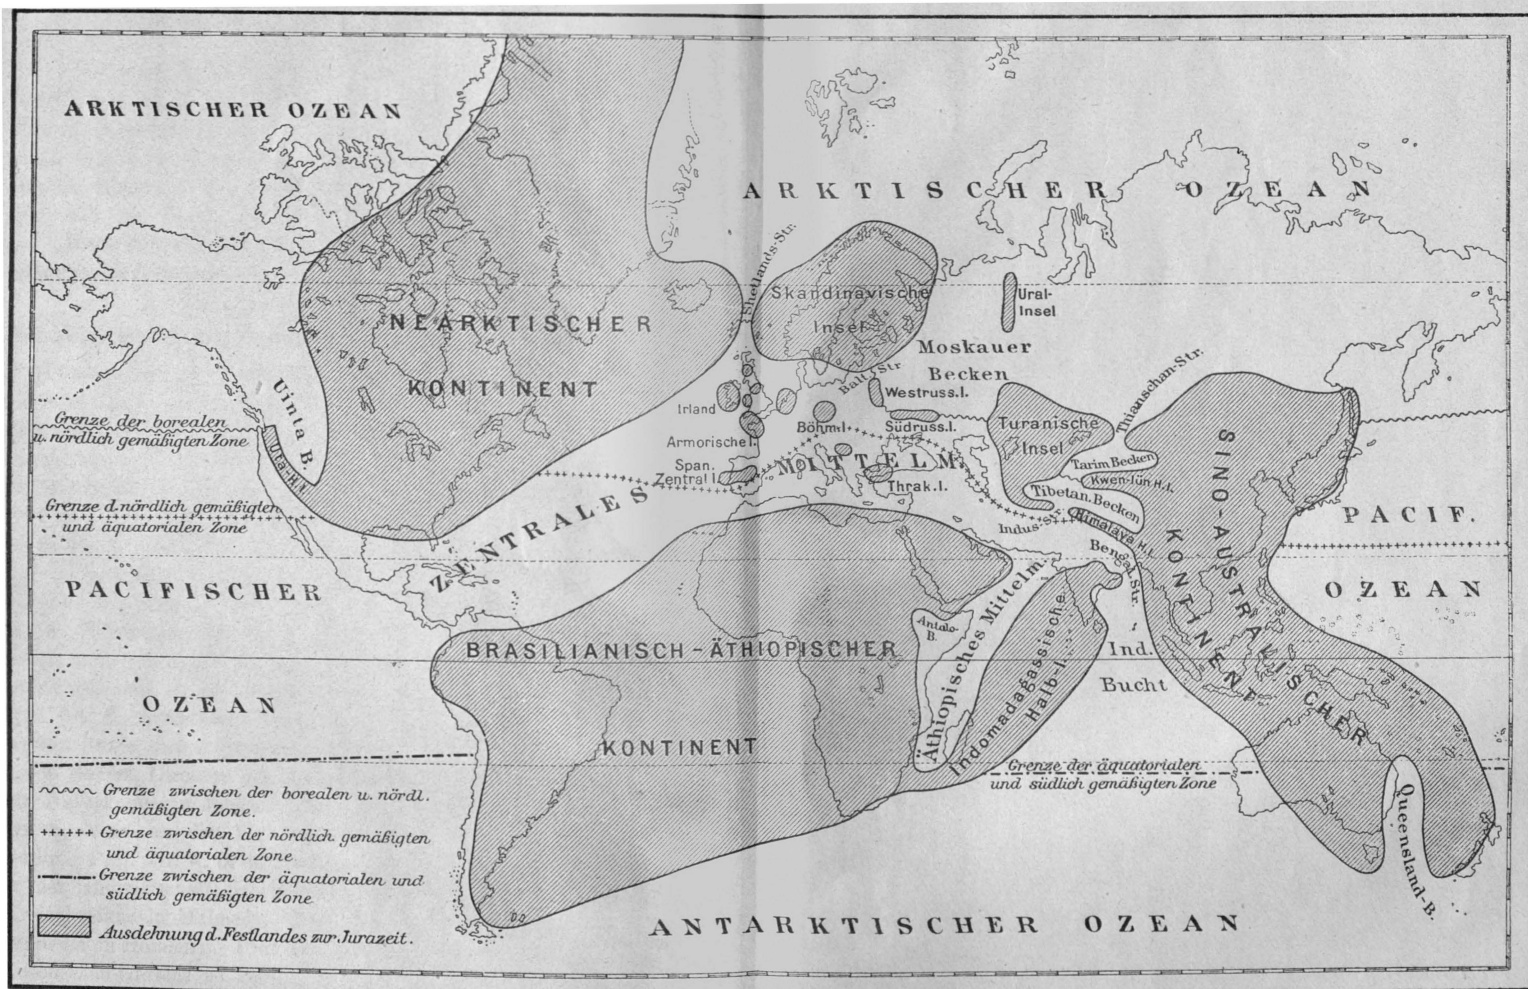 ARKTISCHER OZEAN
ARKTISCHER OZEAN
Shetlands-Str.
Skandinavische
Insel
Ural-
Insel
NEARKTISCHER
KONTINENT
Moskauer
Becken
Balt. Str
Westruss.I.
Südruss.I.
Thianschan-Str.
Uinta B.
Irland
Armorische I.
Böhm.I.
Turanische
Insel
Grenze der borealen
u. nördlich gemäßigten Zone
Utah-H.I.
Span.
Zentral I.
Thrak.I.
Tarim Becken
Kwen-lün H.I.
Tibetan. Becken
Himalaya H.I.
Indus-Str.
Bengal. Str.
ZENTRALES MITTELM.
Grenze d. nördlich gemäßigten
und äquatorialen Zone
SINO-AUSTRALISCHER
KONTINENT
PACIF.
OZEAN
PACIFISCHER
OZEAN
BRASILIANISCH-ÄTHIOPISCHER
KONTINENT
Antalo-
B.
Äthiopisches Mittelm.
Indomadagassische
Halb-I.
Ind.
Bucht
Grenze der äquatorialen
und südlich gemäßigten Zone
Queensland-B.
Grenze zwischen der borealen u. nördl.
gemäßigten Zone.
Grenze zwischen der nördlich gemäßigten
und äquatorialen Zone
Grenze zwischen der äquatorialen und
südlich gemäßigten Zone
Ausdehnung d. Festlandes zur Jurazeit.
ANTARKTISCHER OZEAN